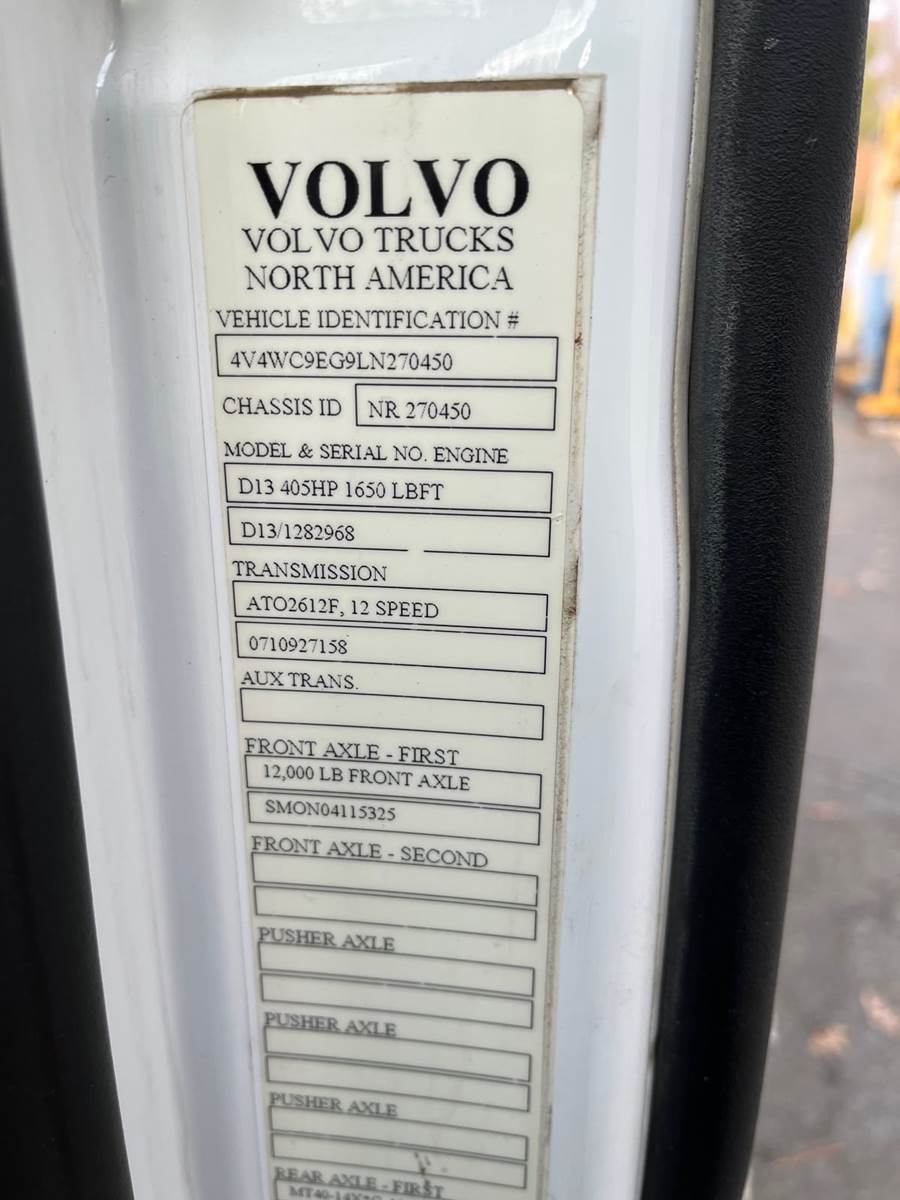 VOLVO
VOLVO TRUCKS
NORTH AMERICA
VEHICLE IDENTIFICATION #
4V4WC9EG9LN270450
CHASSIS ID NR 270450
MODEL & SERIAL NO. ENGINE
D13 405HP 1650 LBFT
D13/1282968
TRANSMISSION
ATO2612F, 12 SPEED
0710927158
AUX TRANS.
FRONT AXLE - FIRST
12,000 LB FRONT AXLE
SMON04115325
FRONT AXLE - SECOND
PUSHER AXLE
PUSHER AXLE
PUSHER AXLE
REAR AXLE - FIRST